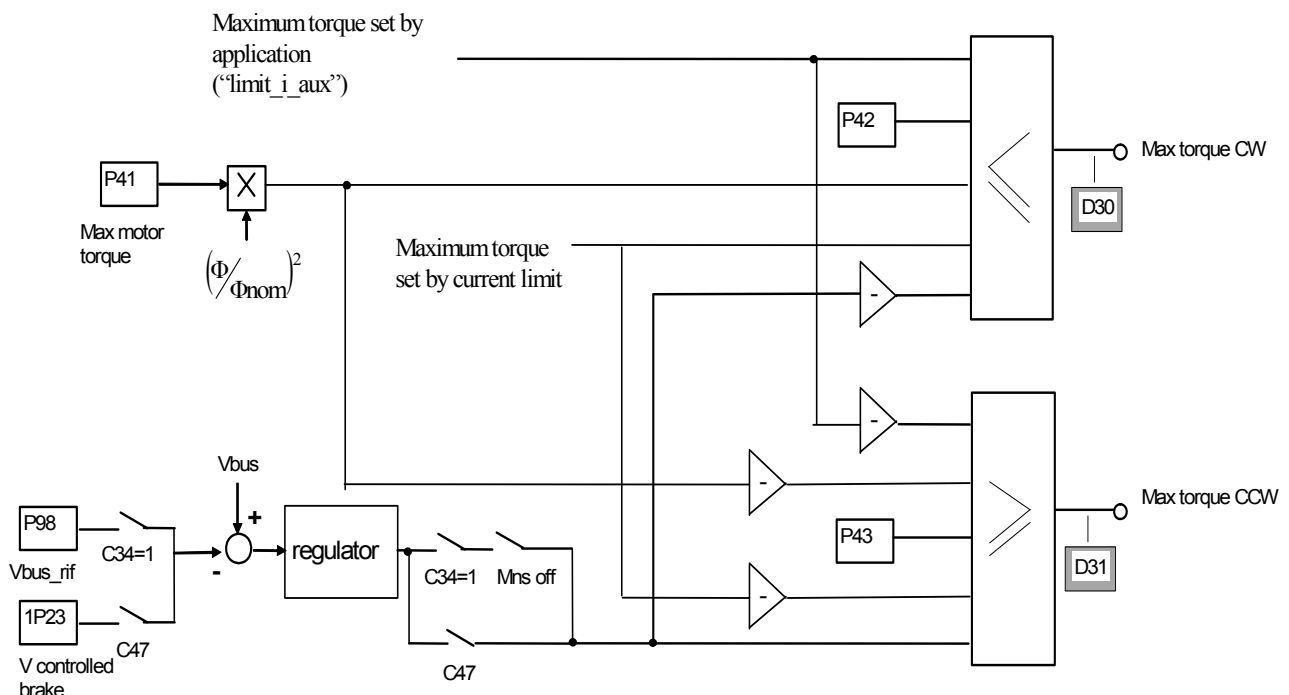 Maximum torque set by
application
(“limit_i_aux”)
P42
Max torque CW
D30
P41
X
Max motor
torque
(Φ/Φnom)²
Maximum torque
set by current limit
<
-
-
-
-
>
Vbus
+
-
P98
C34=1
Vbus_rif
1P23
C47
V controlled
brake
regulator
C34=1
Mns off
C47
P43
Max torque CCW
D31